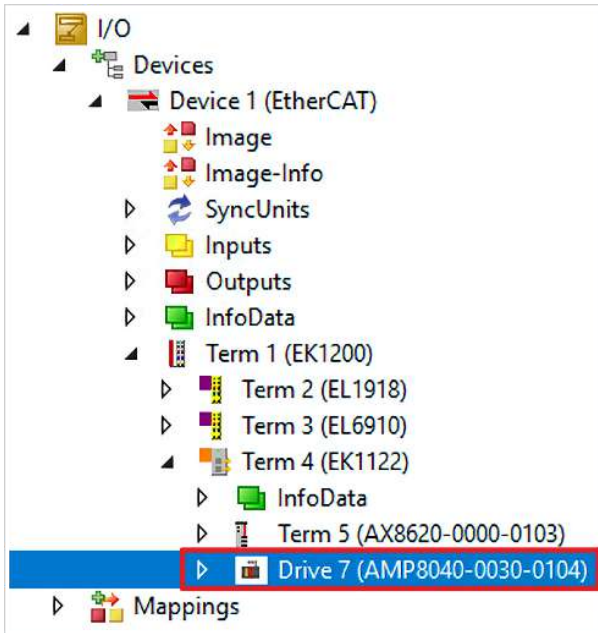 I/O
Devices
Device 1 (EtherCAT)
Image
Image-Info
SyncUnits
Inputs
Outputs
InfoData
Term 1 (EK1200)
Term 2 (EL1918)
Term 3 (EL6910)
Term 4 (EK1122)
InfoData
Term 5 (AX8620-0000-0103)
Drive 7 (AMP8040-0030-0104)
Mappings